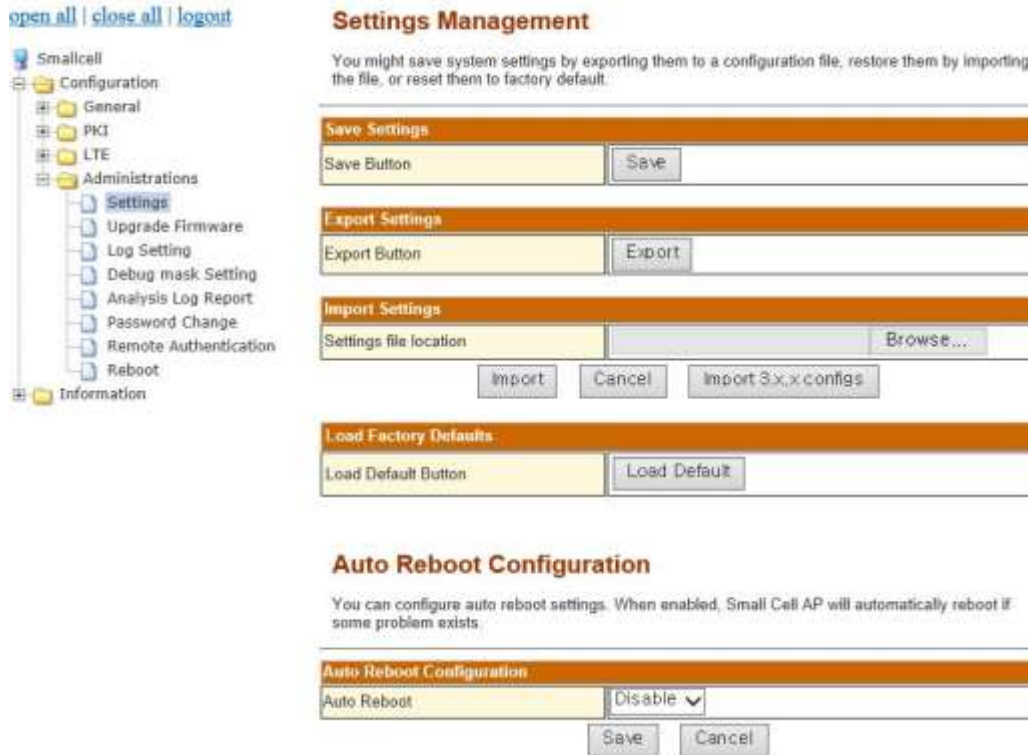 open all | close all | logout
Smallcell
Configuration
General
PKI
LTE
Administrations
Settings
Upgrade Firmware
Log Setting
Debug mask Setting
Analysis Log Report
Password Change
Remote Authentication
Reboot
Information
Settings Management
You might save system settings by exporting them to a configuration file, restore them by importing
the file, or reset them to factory default.
Save Settings
Save Button Save
Export Settings
Export Button Export
Import Settings
Settings file location Browse...
Import Cancel Import 3.x.x configs
Load Factory Defaults
Load Default Button Load Default
Auto Reboot Configuration
You can configure auto reboot settings. When enabled, Small Cell AP will automatically reboot if
some problem exists.
Auto Reboot Configuration
Auto Reboot Disable
Save Cancel